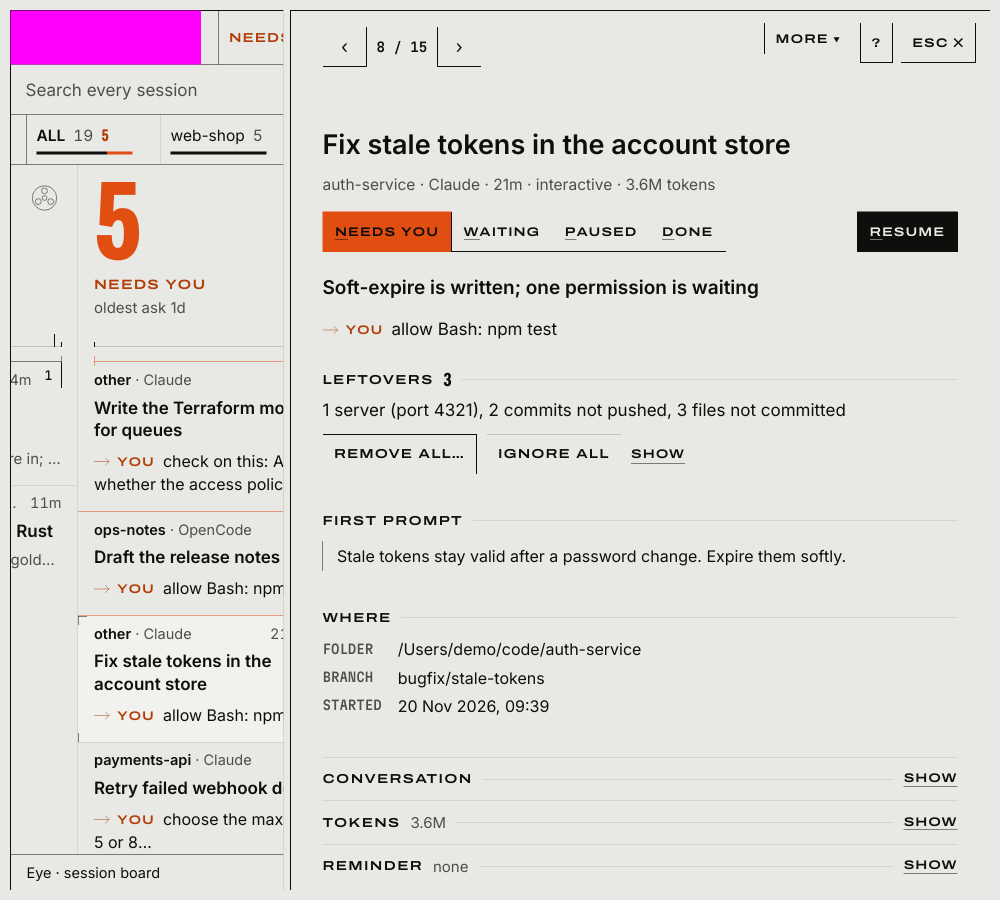 NEEDS
Search every session
ALL 19 5
web-shop 5
5
NEEDS YOU
oldest ask 1d
4m 1
re in; ...
. 11m
Rust
gold...
other · Claude
Write the Terraform mo
for queues
→ YOU check on this: A
whether the access polic
ops-notes · OpenCode
Draft the release notes
→ YOU allow Bash: npm
other · Claude 21
Fix stale tokens in the
account store
→ YOU allow Bash: npm
payments-api · Claude
Retry failed webhook d
→ YOU choose the max
5 or 8...
Eye · session board
‹ 8 / 15 ›
MORE ▾
?
ESC ✕
Fix stale tokens in the account store
auth-service · Claude · 21m · interactive · 3.6M tokens
NEEDS YOU WAITING PAUSED DONE
RESUME
Soft-expire is written; one permission is waiting
→ YOU allow Bash: npm test
LEFTOVERS 3
1 server (port 4321), 2 commits not pushed, 3 files not committed
REMOVE ALL... IGNORE ALL SHOW
FIRST PROMPT
Stale tokens stay valid after a password change. Expire them softly.
WHERE
FOLDER /Users/demo/code/auth-service
BRANCH bugfix/stale-tokens
STARTED 20 Nov 2026, 09:39
CONVERSATION SHOW
TOKENS 3.6M SHOW
REMINDER none SHOW